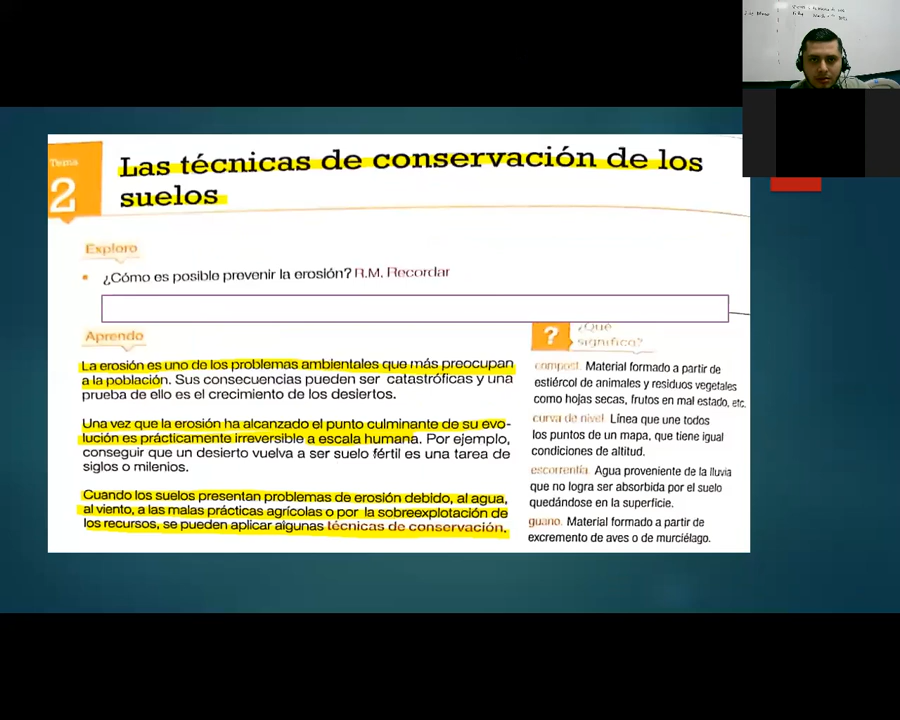 Tema
2
Las técnicas de conservación de los
suelos
Exploro
¿Cómo es posible prevenir la erosión? R.M. Recordar
Aprendo
La erosión es uno de los problemas ambientales que más preocupan
a la población. Sus consecuencias pueden ser catastróficas y una
prueba de ello es el crecimiento de los desiertos.
Una vez que la erosión ha alcanzado el punto culminante de su evo-
lución es prácticamente irreversible a escala humana. Por ejemplo,
conseguir que un desierto vuelva a ser suelo fértil es una tarea de
siglos o milenios.
Cuando los suelos presentan problemas de erosión debido, al agua,
al viento, a las malas prácticas agrícolas o por la sobreexplotación de
los recursos, se pueden aplicar algunas técnicas de conservación.
?
¿Qué
significa?
compost. Material formado a partir de
estiércol de animales y residuos vegetales
como hojas secas, frutos en mal estado, etc.
curva de nivel. Línea que une todos
los puntos de un mapa, que tiene igual
condiciones de altitud.
escorrentía. Agua proveniente de la lluvia
que no logra ser absorbida por el suelo
quedándose en la superficie.
guano. Material formado a partir de
excremento de aves o de murciélago.